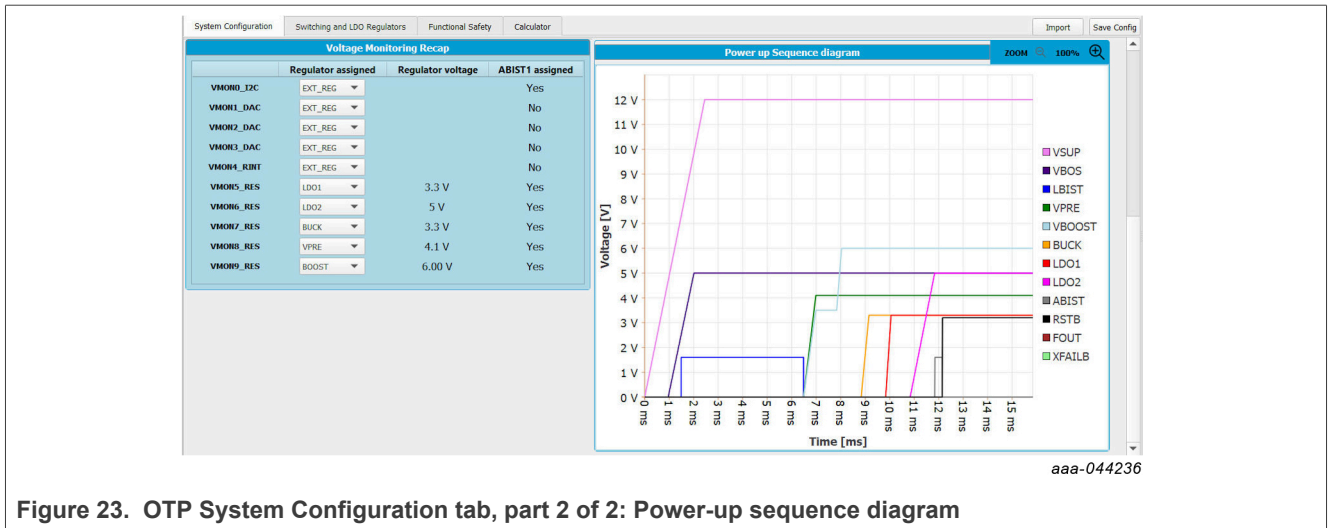 System Configuration Switching and LDO Regulators Functional Safety Calculator Import Save Config
Voltage Monitoring Recap
Regulator assigned Regulator voltage ABIST1 assigned
VMON0_I2C EXT_REG Yes
VMON1_DAC EXT_REG No
VMON2_DAC EXT_REG No
VMON3_DAC EXT_REG No
VMON4_RINT EXT_REG No
VMON5_RES LDO1 3.3 V Yes
VMON6_RES LDO2 5 V Yes
VMON7_RES BUCK 3.3 V Yes
VMON8_RES VPRE 4.1 V Yes
VMON9_RES BOOST 6.00 V Yes
Power up Sequence diagram ZOOM 100%
Voltage [V]
12 V
11 V
10 V
9 V
8 V
7 V
6 V
5 V
4 V
3 V
2 V
1 V
0 V
0 ms 1 ms 2 ms 3 ms 4 ms 5 ms 6 ms 7 ms 8 ms 9 ms 10 ms 11 ms 12 ms 13 ms 14 ms 15 ms
Time [ms]
VSUP
VBOS
LBIST
VPRE
VBOOST
BUCK
LDO1
LDO2
ABIST
RSTB
FOUT
XFAILB
aaa-044236
Figure 23. OTP System Configuration tab, part 2 of 2: Power-up sequence diagram